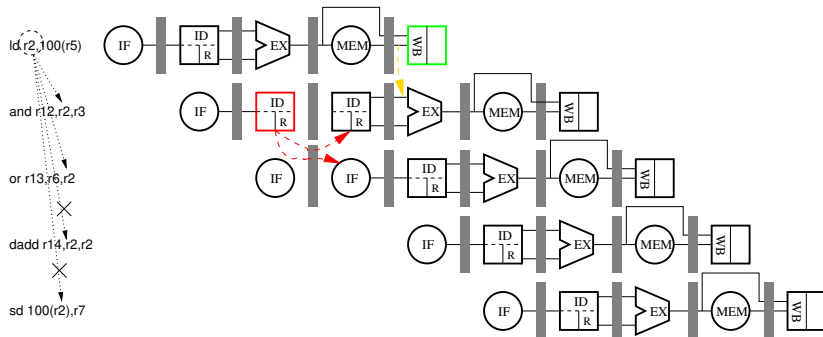 ld r2,100(r5) IF ID R EX MEM WB
and r12,r2,r3 IF ID R ID R EX MEM WB
or r13,r6,r2 IF IF ID R EX MEM WB
dadd r14,r2,r2 IF ID R EX MEM WB
sd 100(r2),r7 IF ID R EX MEM WB